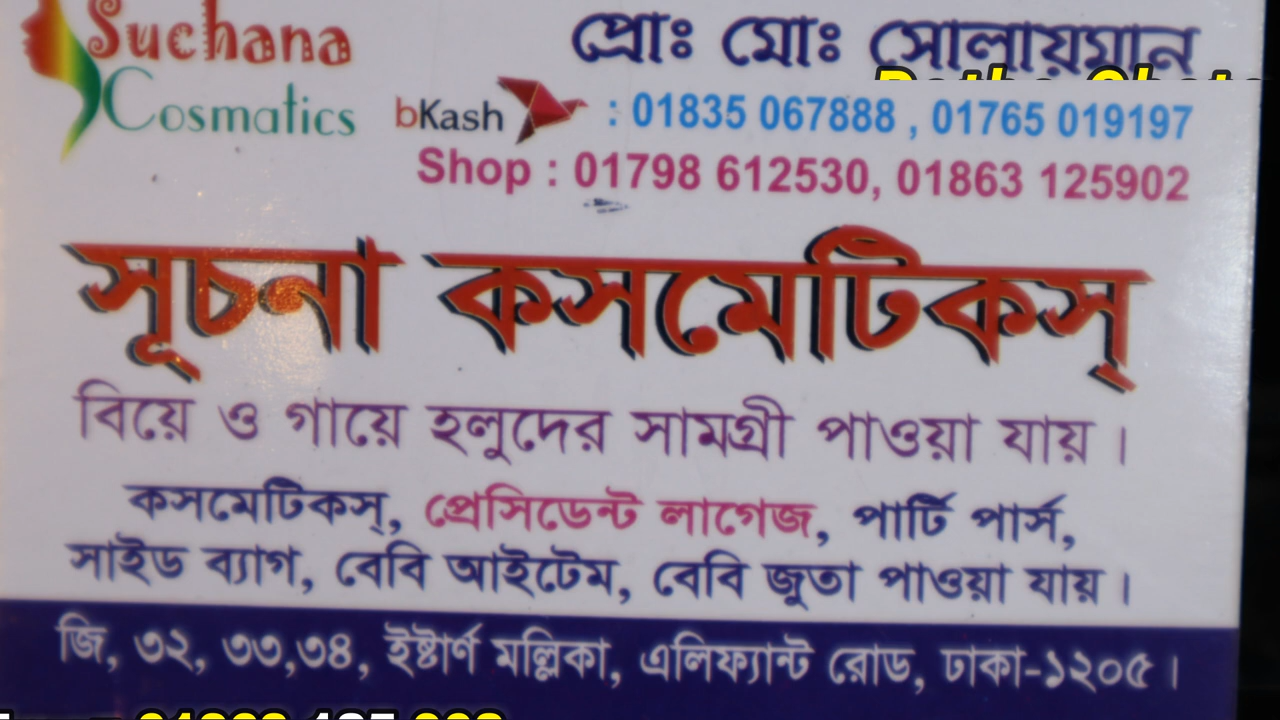 Suchana
Cosmatics
প্রোঃ মোঃ সোলায়মান
bKash : 01835 067888 , 01765 019197
Shop : 01798 612530, 01863 125902
সূচনা কসমেটিকস্
বিয়ে ও গায়ে হলুদের সামগ্রী পাওয়া যায় ।
কসমেটিকস্, প্রেসিডেন্ট লাগেজ, পার্টি পার্স,
সাইড ব্যাগ, বেবি আইটেম, বেবি জুতা পাওয়া যায় ।
জি, ৩২, ৩৩,৩৪, ইষ্টার্ণ মল্লিকা, এলিফ্যান্ট রোড, ঢাকা-১২০৫ ।